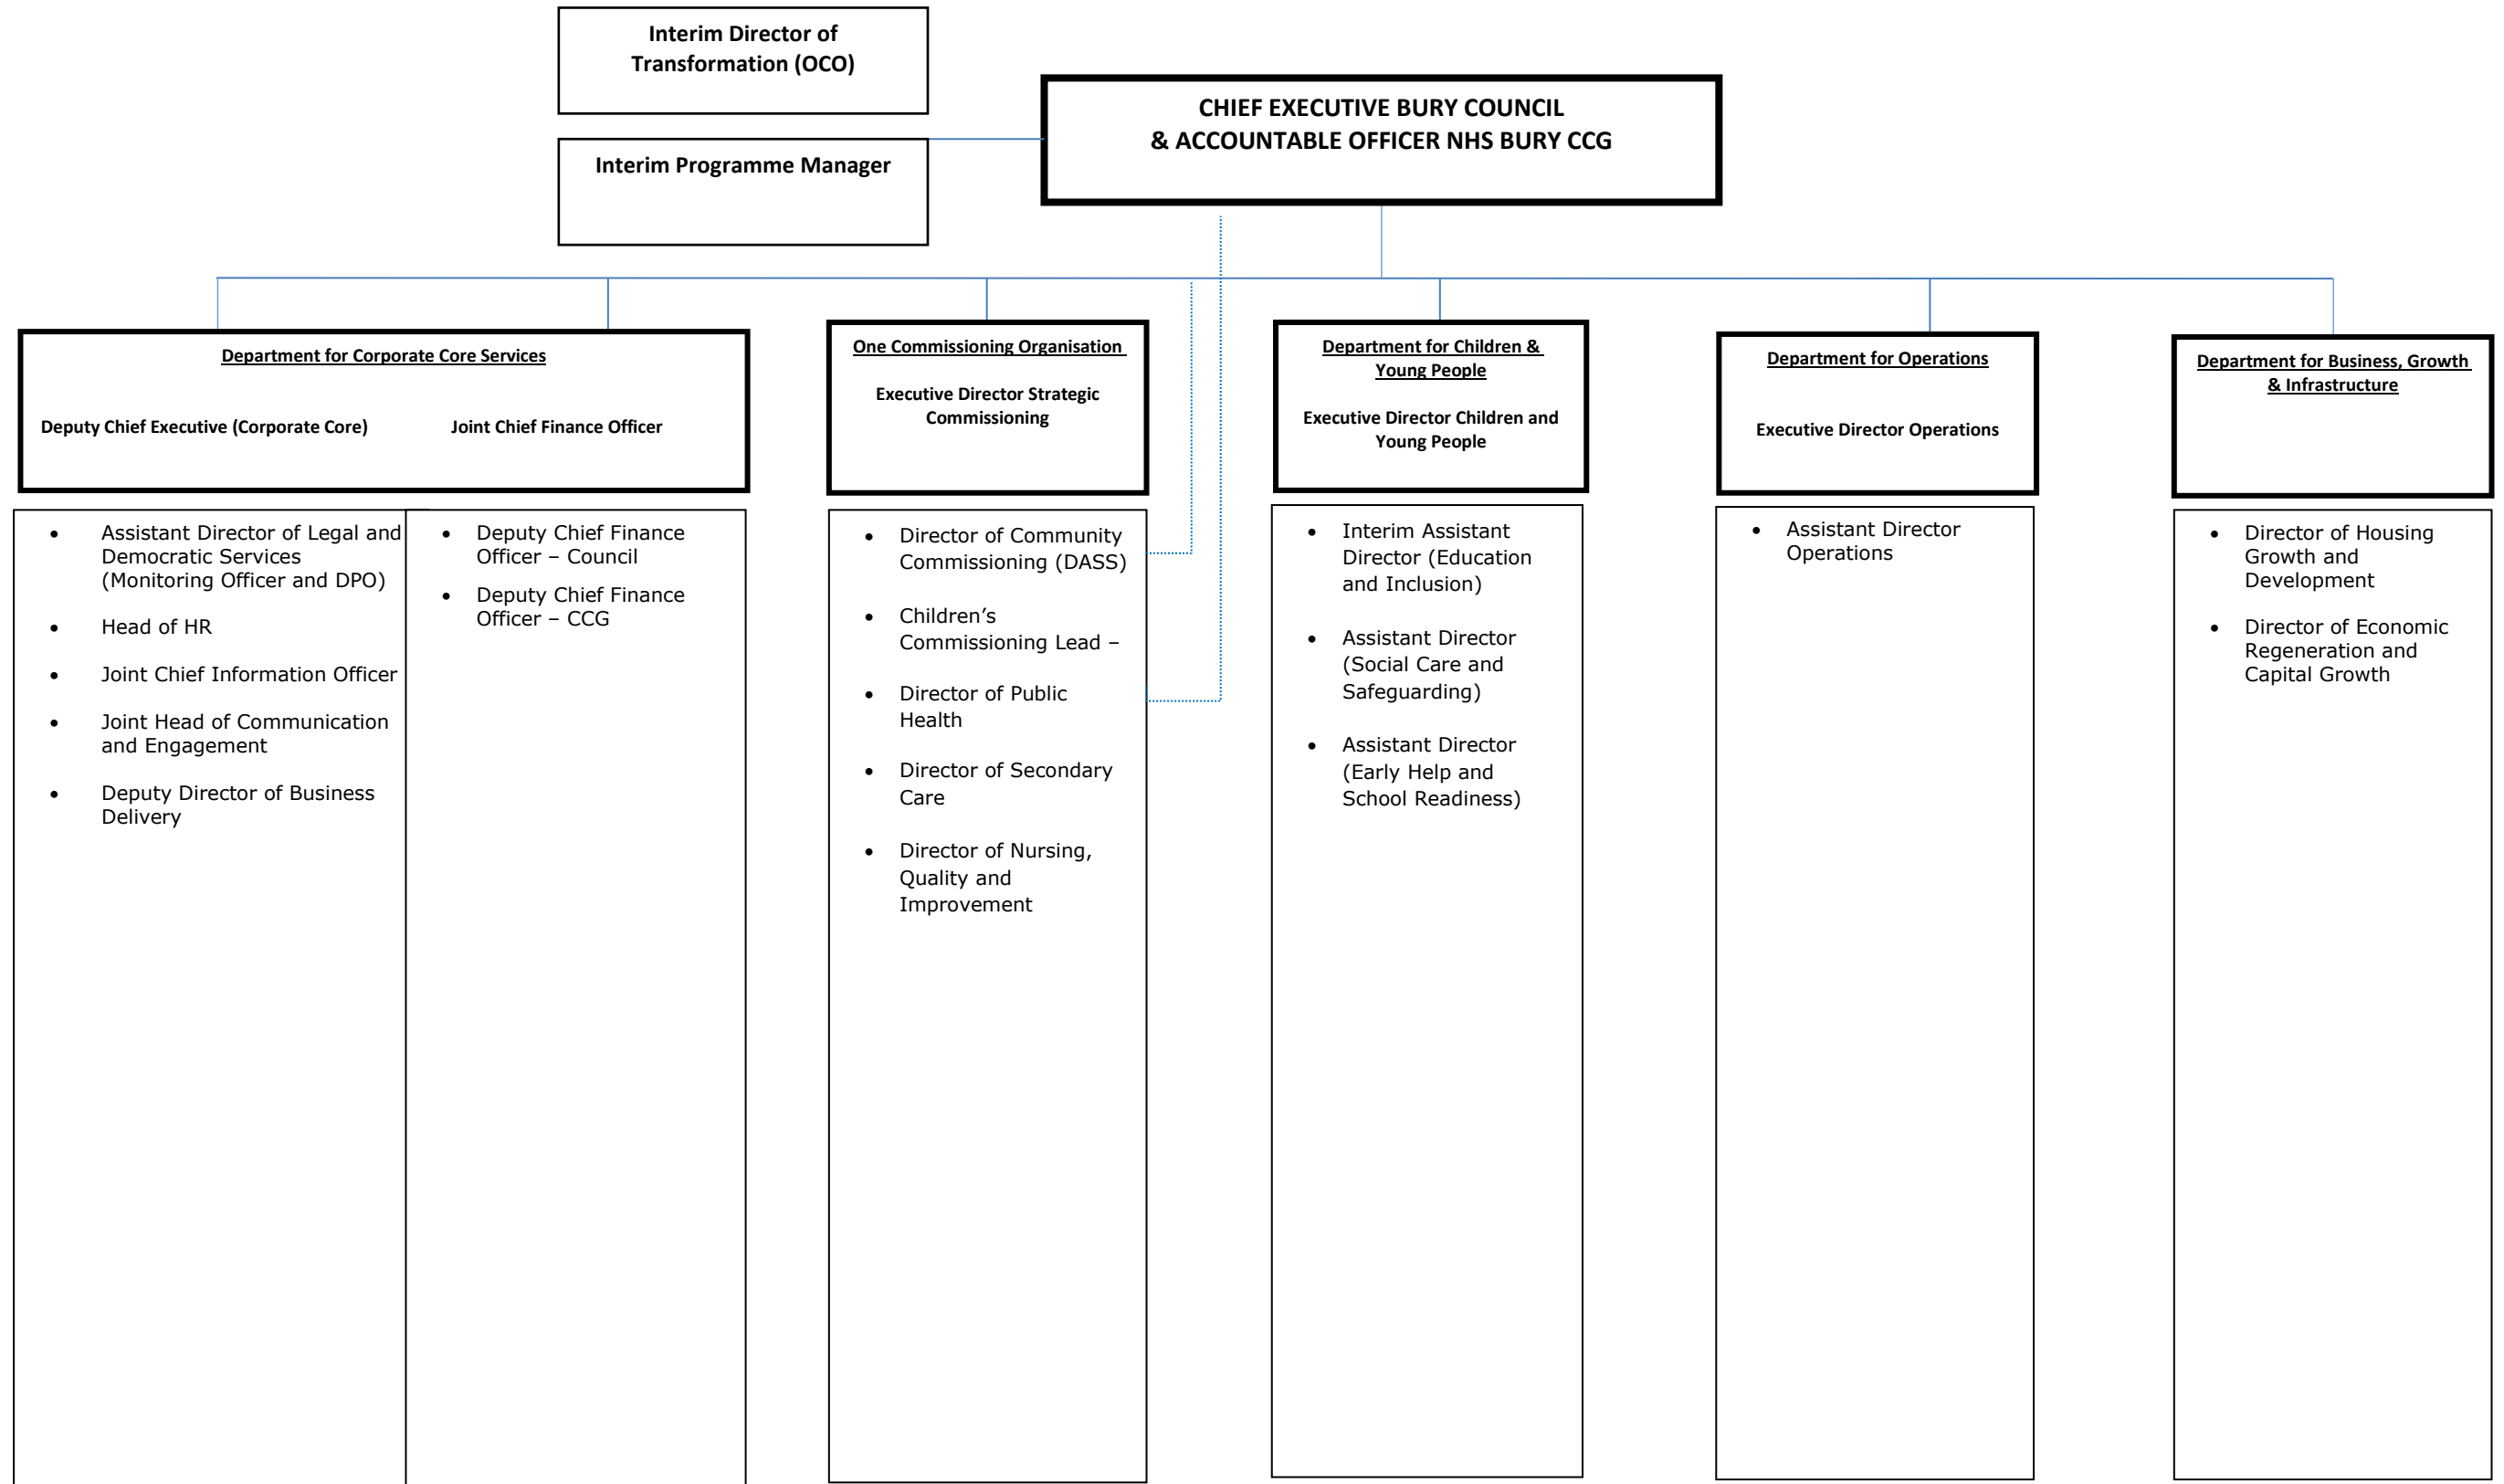 Interim Director of
Transformation (OCO)
CHIEF EXECUTIVE BURY COUNCIL
& ACCOUNTABLE OFFICER NHS BURY CCG
Interim Programme Manager
Department for Corporate Core Services
Deputy Chief Executive (Corporate Core)
Joint Chief Finance Officer
One Commissioning Organisation
Executive Director Strategic
Commissioning
Department for Children &
Young People
Executive Director Children and
Young People
Department for Operations
Executive Director Operations
Department for Business, Growth
& Infrastructure
• Assistant Director of Legal and
Democratic Services
(Monitoring Officer and DPO)
• Head of HR
• Joint Chief Information Officer
• Joint Head of Communication
and Engagement
• Deputy Director of Business
Delivery
• Deputy Chief Finance
Officer – Council
• Deputy Chief Finance
Officer – CCG
• Director of Community
Commissioning (DASS)
• Children’s
Commissioning Lead –
• Director of Public
Health
• Director of Secondary
Care
• Director of Nursing,
Quality and
Improvement
• Interim Assistant
Director (Education
and Inclusion)
• Assistant Director
(Social Care and
Safeguarding)
• Assistant Director
(Early Help and
School Readiness)
• Assistant Director
Operations
• Director of Housing
Growth and
Development
• Director of Economic
Regeneration and
Capital Growth